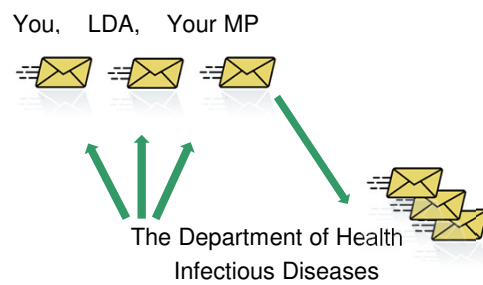 You, LDA, Your MP
The Department of Health
Infectious Diseases